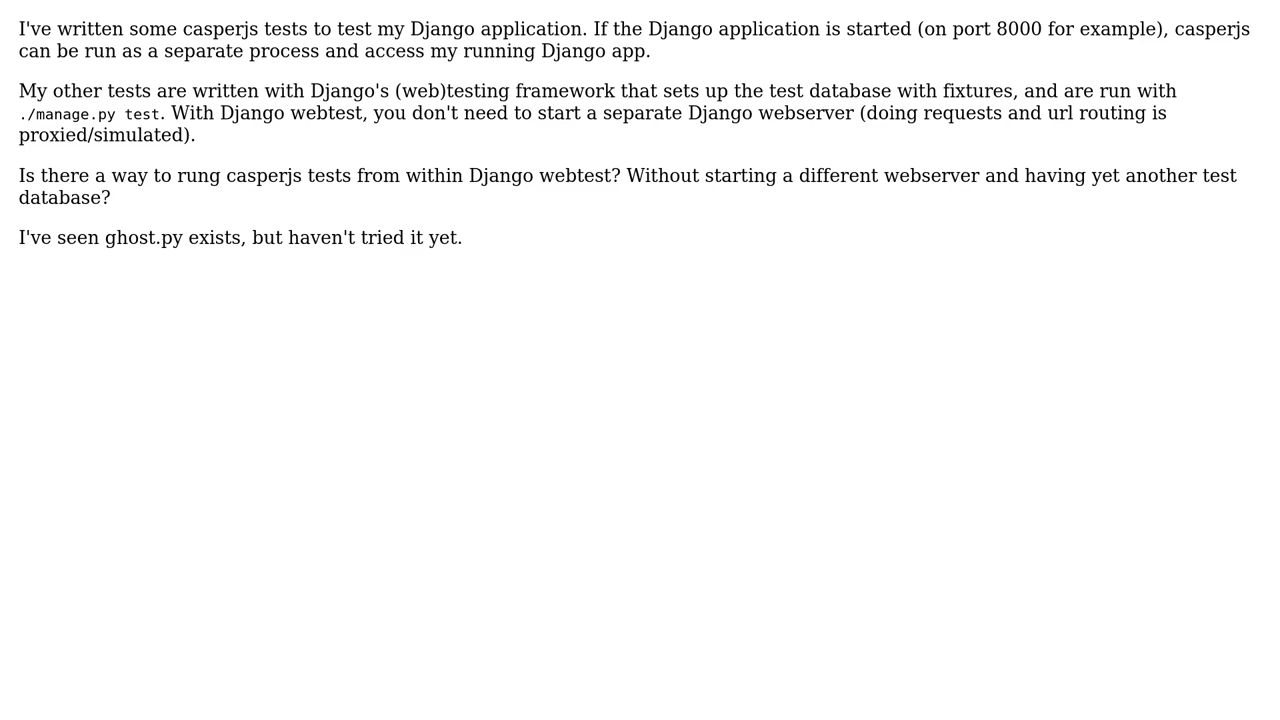 I've written some casperjs tests to test my Django application. If the Django application is started (on port 8000 for example), casperjs
can be run as a separate process and access my running Django app.
My other tests are written with Django's (web)testing framework that sets up the test database with fixtures, and are run with
./manage.py test. With Django webtest, you don't need to start a separate Django webserver (doing requests and url routing is
proxied/simulated).
Is there a way to rung casperjs tests from within Django webtest? Without starting a different webserver and having yet another test
database?
I've seen ghost.py exists, but haven't tried it yet.